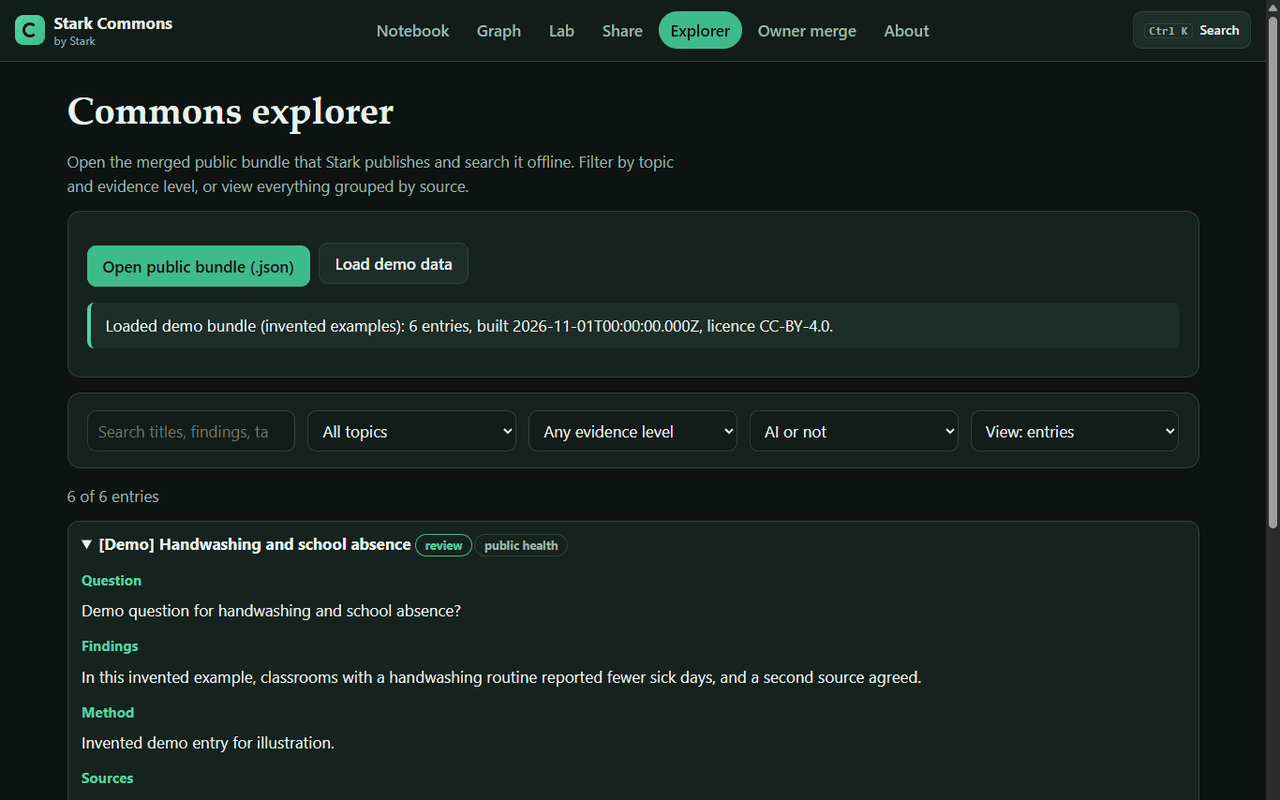 C
Stark Commons
by Stark
Notebook
Graph
Lab
Share
Explorer
Owner merge
About
Ctrl K Search
Commons explorer
Open the merged public bundle that Stark publishes and search it offline. Filter by topic
and evidence level, or view everything grouped by source.
Open public bundle (.json)
Load demo data
Loaded demo bundle (invented examples): 6 entries, built 2026-11-01T00:00:00.000Z, licence CC-BY-4.0.
Search titles, findings, ta
All topics
Any evidence level
AI or not
View: entries
6 of 6 entries
[Demo] Handwashing and school absence review public health
Question
Demo question for handwashing and school absence?
Findings
In this invented example, classrooms with a handwashing routine reported fewer sick days, and a second source agreed.
Method
Invented demo entry for illustration.
Sources